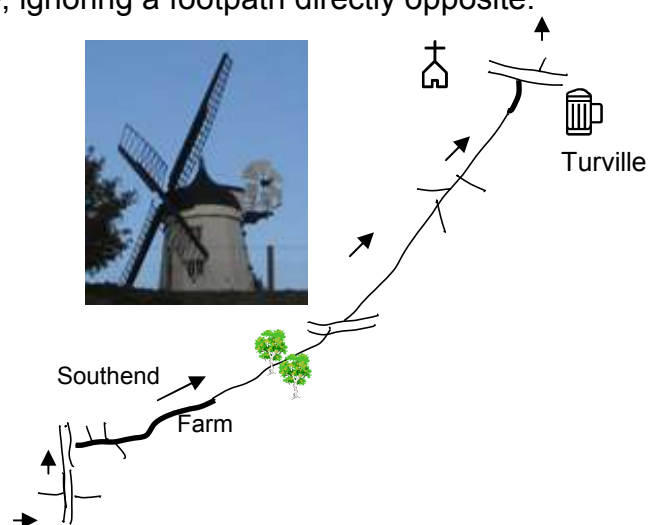 , ignoring a footpath directly opposite.
Turville
Southend
Farm